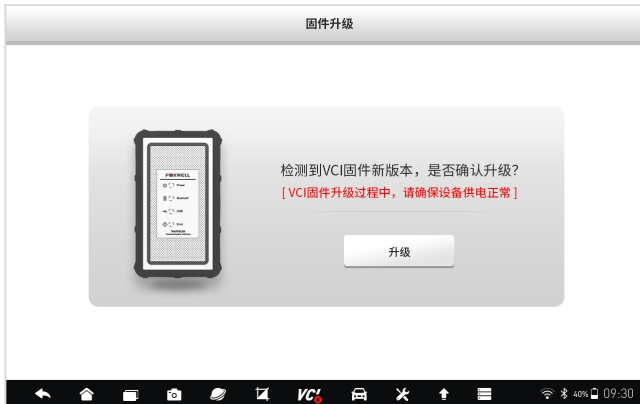 固件升级
检测到VCI固件新版本，是否确认升级?
[ VCI固件升级过程中，请确保设备供电正常 ]
升级
FOXWELL
Power
Bluetooth
USB
Error
Vehicle
VCI
40% 09:30